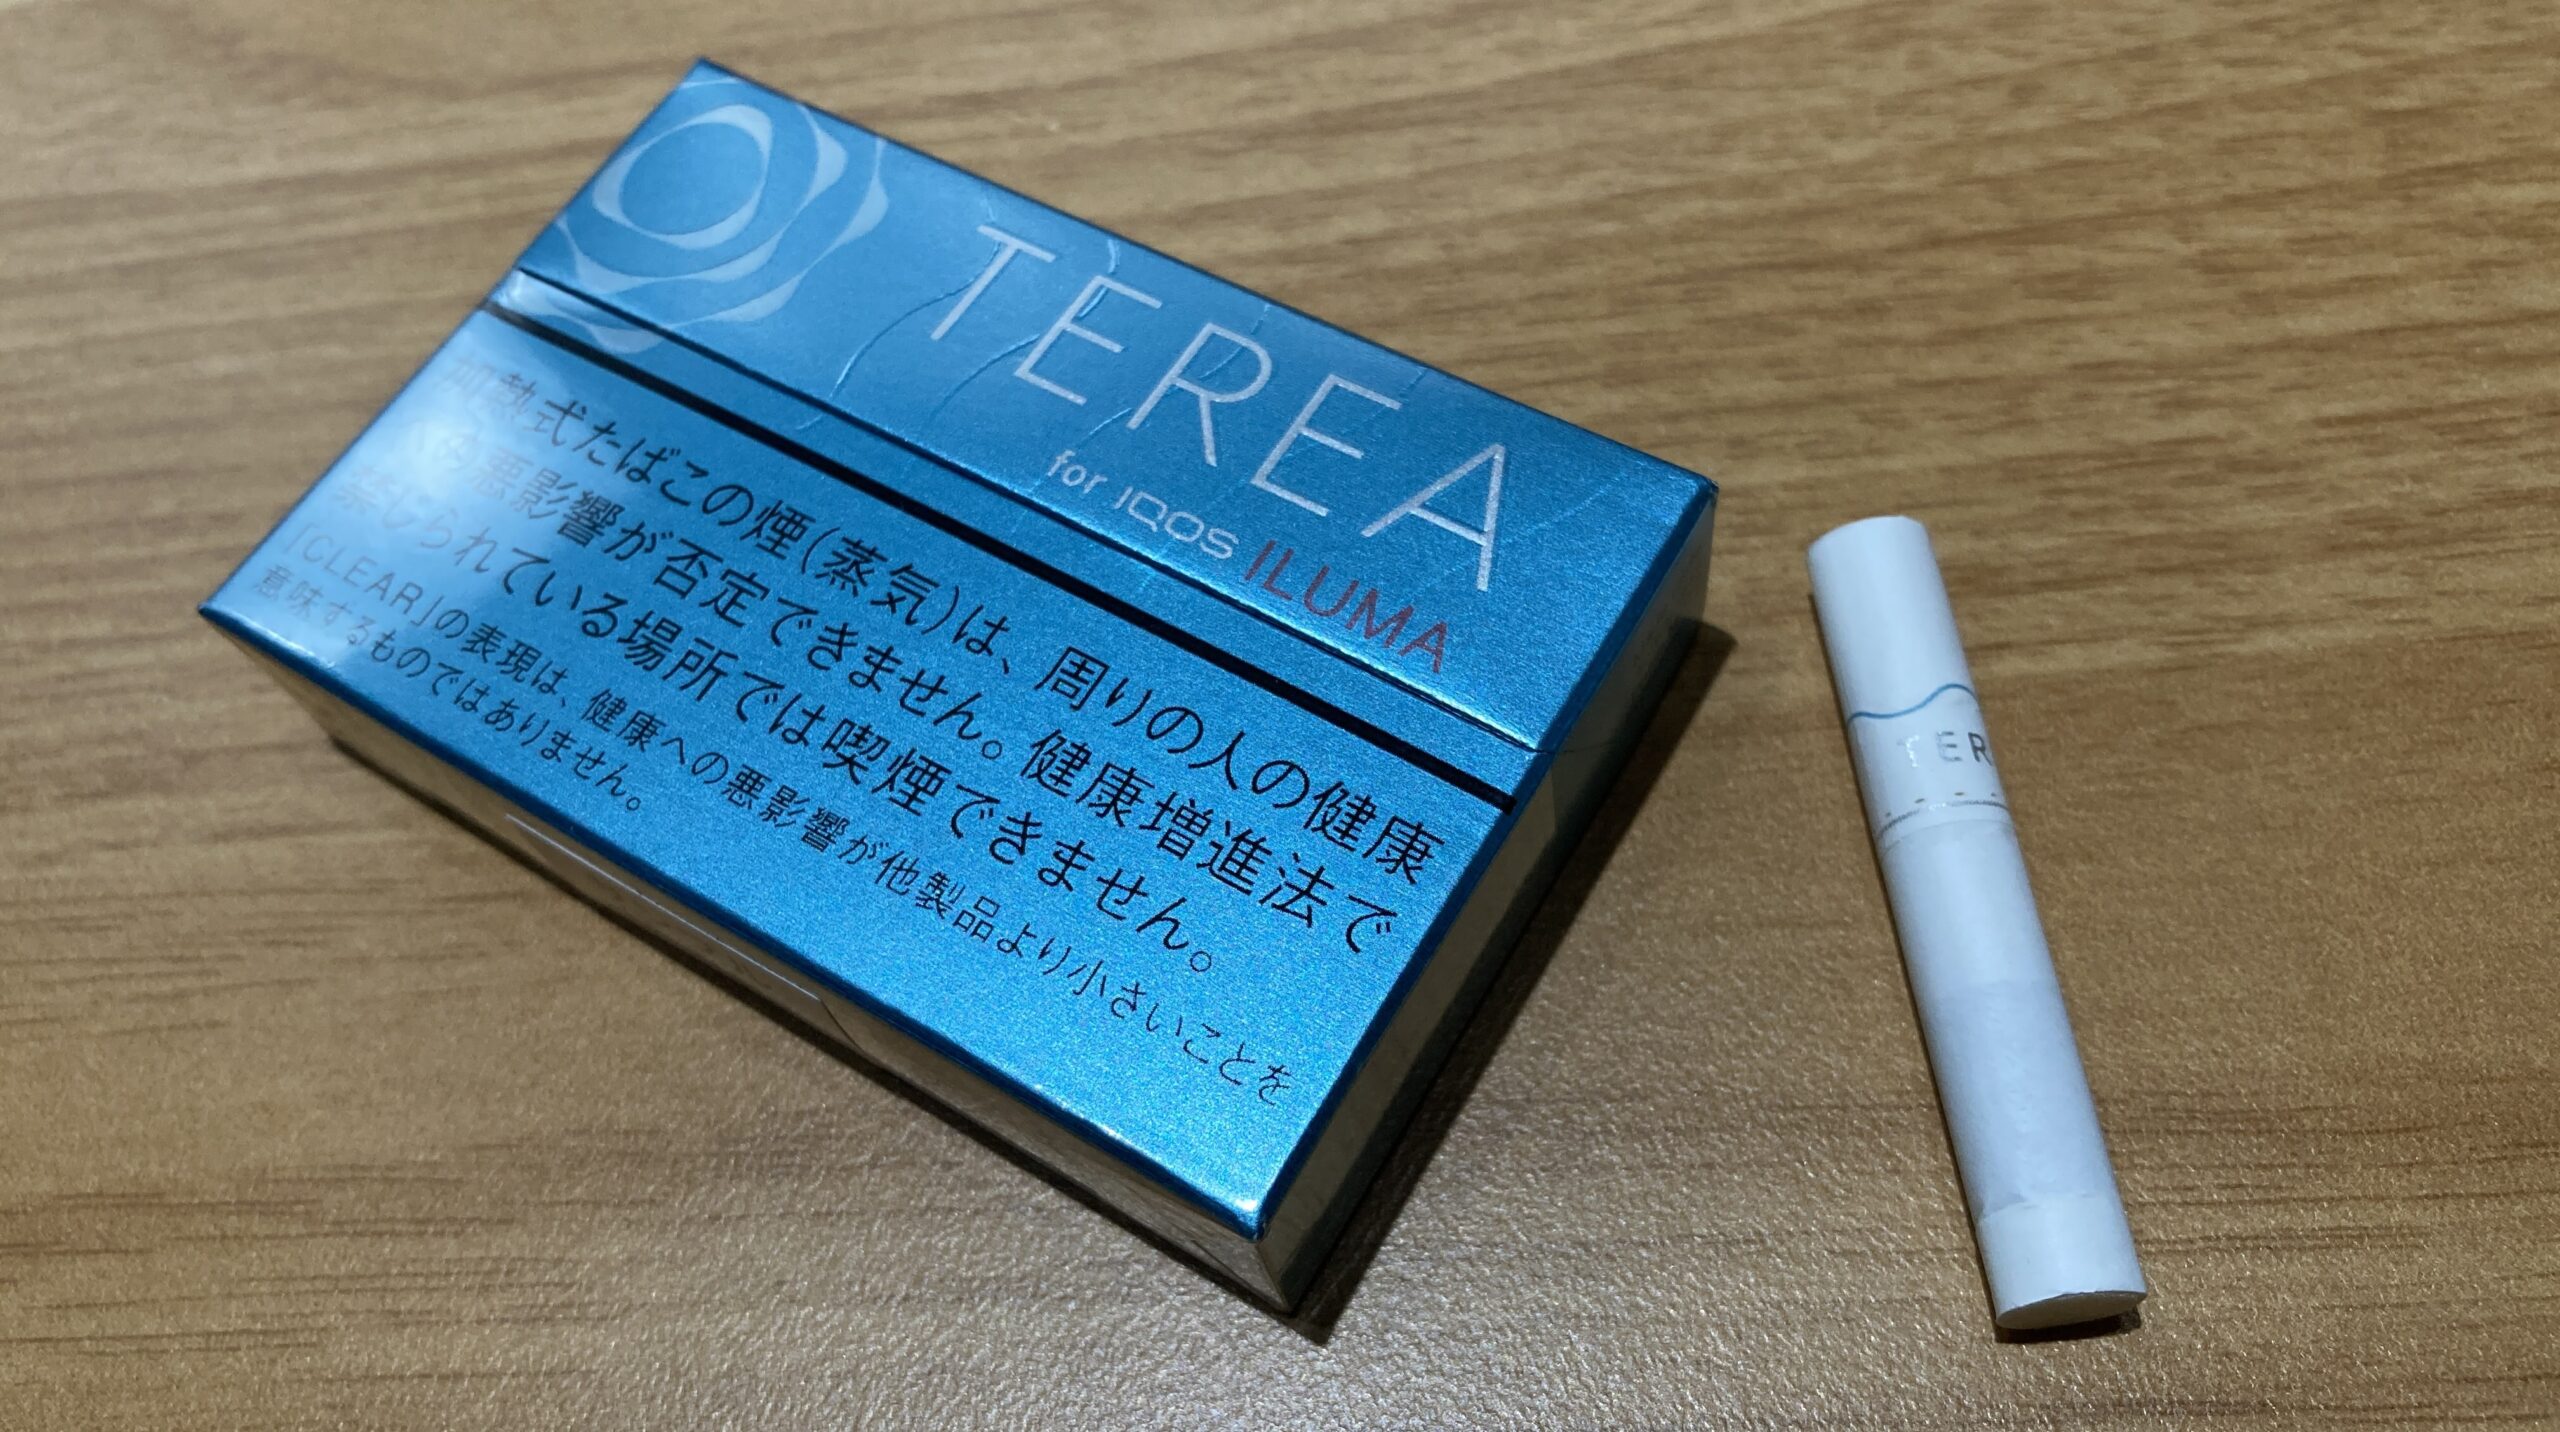 TEREA
for IQOS ILUMA
加熱式たばこの煙(蒸気)は、周りの人の健康
への悪影響が否定できません。健康増進法で
禁じられている場所では喫煙できません。
「CLEAR」の表現は、健康への悪影響が他製品より小さいことを
意味するものではありません。
TER